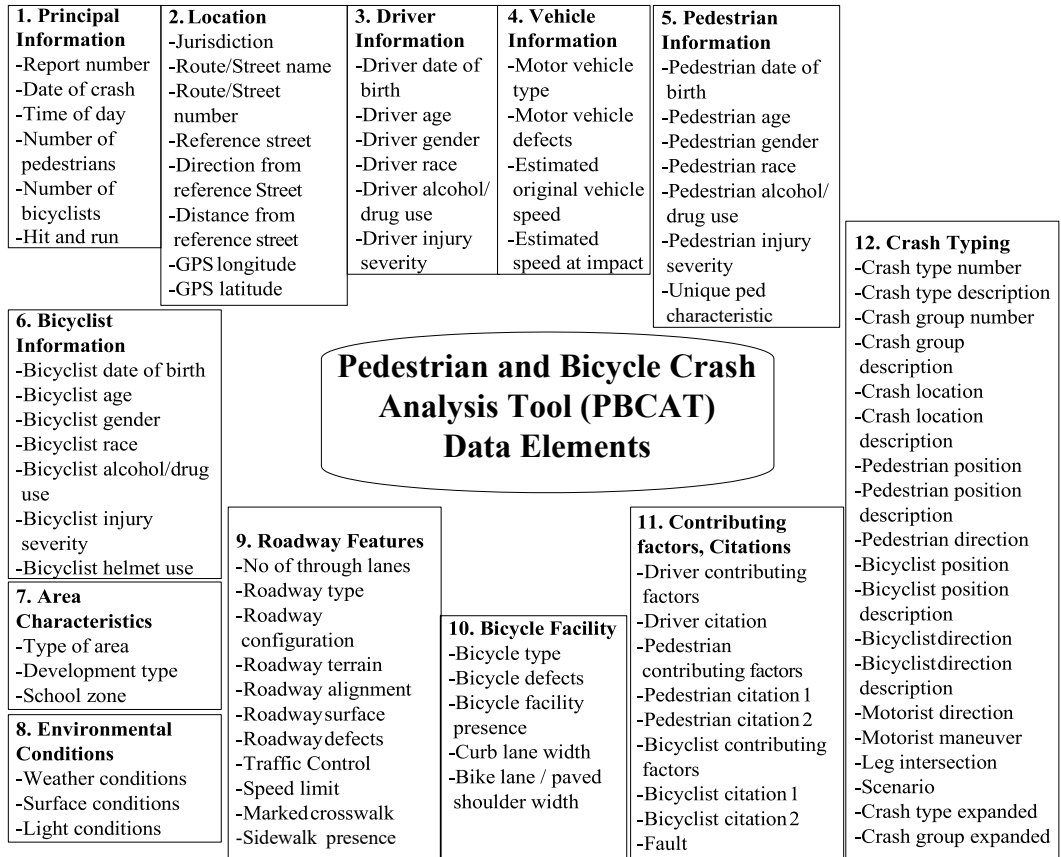 1. Principal
Information
-Report number
-Date of crash
-Time of day
-Number of
pedestrians
-Number of
bicyclists
-Hit and run
2. Location
-Jurisdiction
-Route/Street name
-Route/Street
number
-Reference street
-Direction from
reference Street
-Distance from
reference street
-GPS longitude
-GPS latitude
3. Driver
Information
-Driver date of
birth
-Driver age
-Driver gender
-Driver race
-Driver alcohol/
drug use
-Driver injury
severity
4. Vehicle
Information
-Motor vehicle
type
-Motor vehicle
defects
-Estimated
original vehicle
speed
-Estimated
speed at impact
5. Pedestrian
Information
-Pedestrian date of
birth
-Pedestrian age
-Pedestrian gender
-Pedestrian race
-Pedestrian alcohol/
drug use
-Pedestrian injury
severity
-Unique ped
characteristic
6. Bicyclist
Information
-Bicyclist date of birth
-Bicyclist age
-Bicyclist gender
-Bicyclist race
-Bicyclist alcohol/drug
use
-Bicyclist injury
severity
-Bicyclist helmet use
Pedestrian and Bicycle Crash
Analysis Tool (PBCAT)
Data Elements
7. Area
Characteristics
-Type of area
-Development type
-School zone
8. Environmental
Conditions
-Weather conditions
-Surface conditions
-Light conditions
9. Roadway Features
-No of through lanes
-Roadway type
-Roadway
configuration
-Roadway terrain
-Roadway alignment
-Roadway surface
-Roadway defects
-Traffic Control
-Speed limit
-Marked crosswalk
-Sidewalk presence
10. Bicycle Facility
-Bicycle type
-Bicycle defects
-Bicycle facility
presence
-Curb lane width
-Bike lane / paved
shoulder width
11. Contributing
factors, Citations
-Driver contributing
factors
-Driver citation
-Pedestrian
contributing factors
-Pedestrian citation 1
-Pedestrian citation 2
-Bicyclist contributing
factors
-Bicyclist citation 1
-Bicyclist citation 2
-Fault
12. Crash Typing
-Crash type number
-Crash type description
-Crash group number
-Crash group
description
-Crash location
-Crash location
description
-Pedestrian position
-Pedestrian position
description
-Pedestrian direction
-Bicyclist position
-Bicyclist position
description
-Bicyclist direction
-Bicyclist direction
description
-Motorist direction
-Motorist maneuver
-Leg intersection
-Scenario
-Crash type expanded
-Crash group expanded